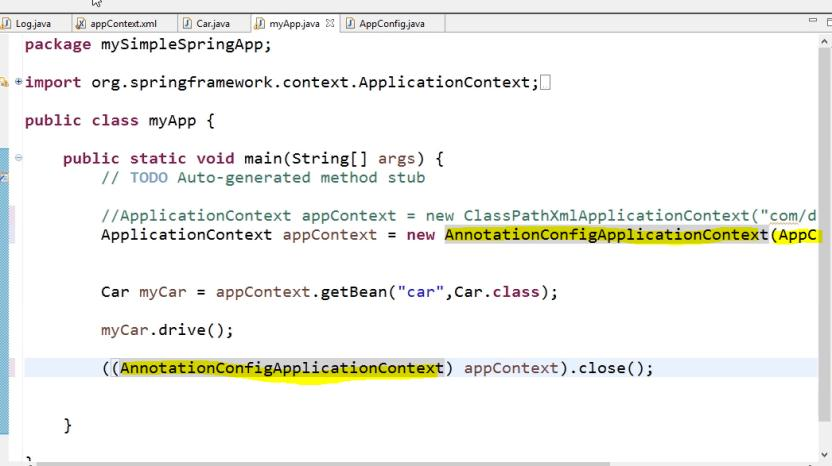 Log.java appContext.xml Car.java myApp.java AppConfig.java
package mySimpleSpringApp;
import org.springframework.context.ApplicationContext;
public class myApp {
public static void main(String[] args) {
// TODO Auto-generated method stub
//ApplicationContext appContext = new ClassPathXmlApplicationContext("com/d
ApplicationContext appContext = new AnnotationConfigApplicationContext(AppC
Car myCar = appContext.getBean("car",Car.class);
myCar.drive();
((AnnotationConfigApplicationContext) appContext).close();
}
}